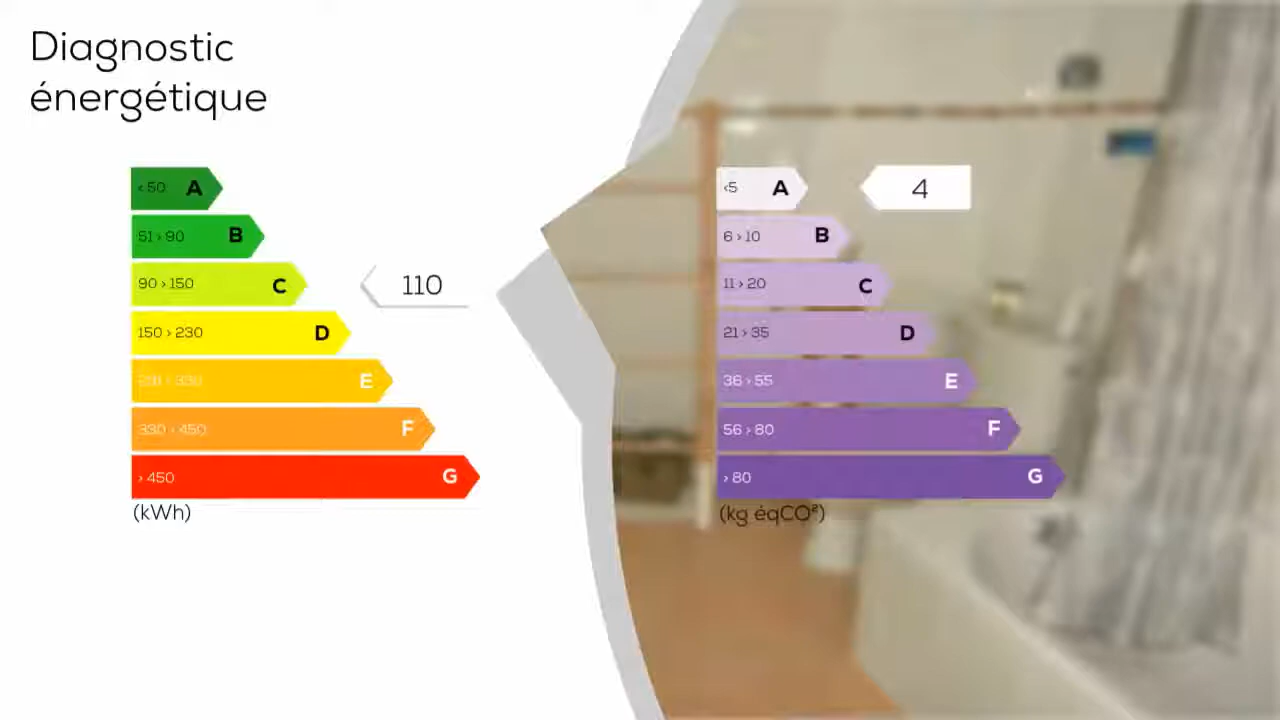 Diagnostic
énergétique
< 50 A
51 > 90 B
90 > 150 C
110
150 > 230 D
E
330 > 450 F
> 450 G
(kWh)
<5 A
4
6 > 10 B
11 > 20 C
21 > 35 D
36 > 55 E
56 > 80 F
> 80 G
(kg éqCO²)